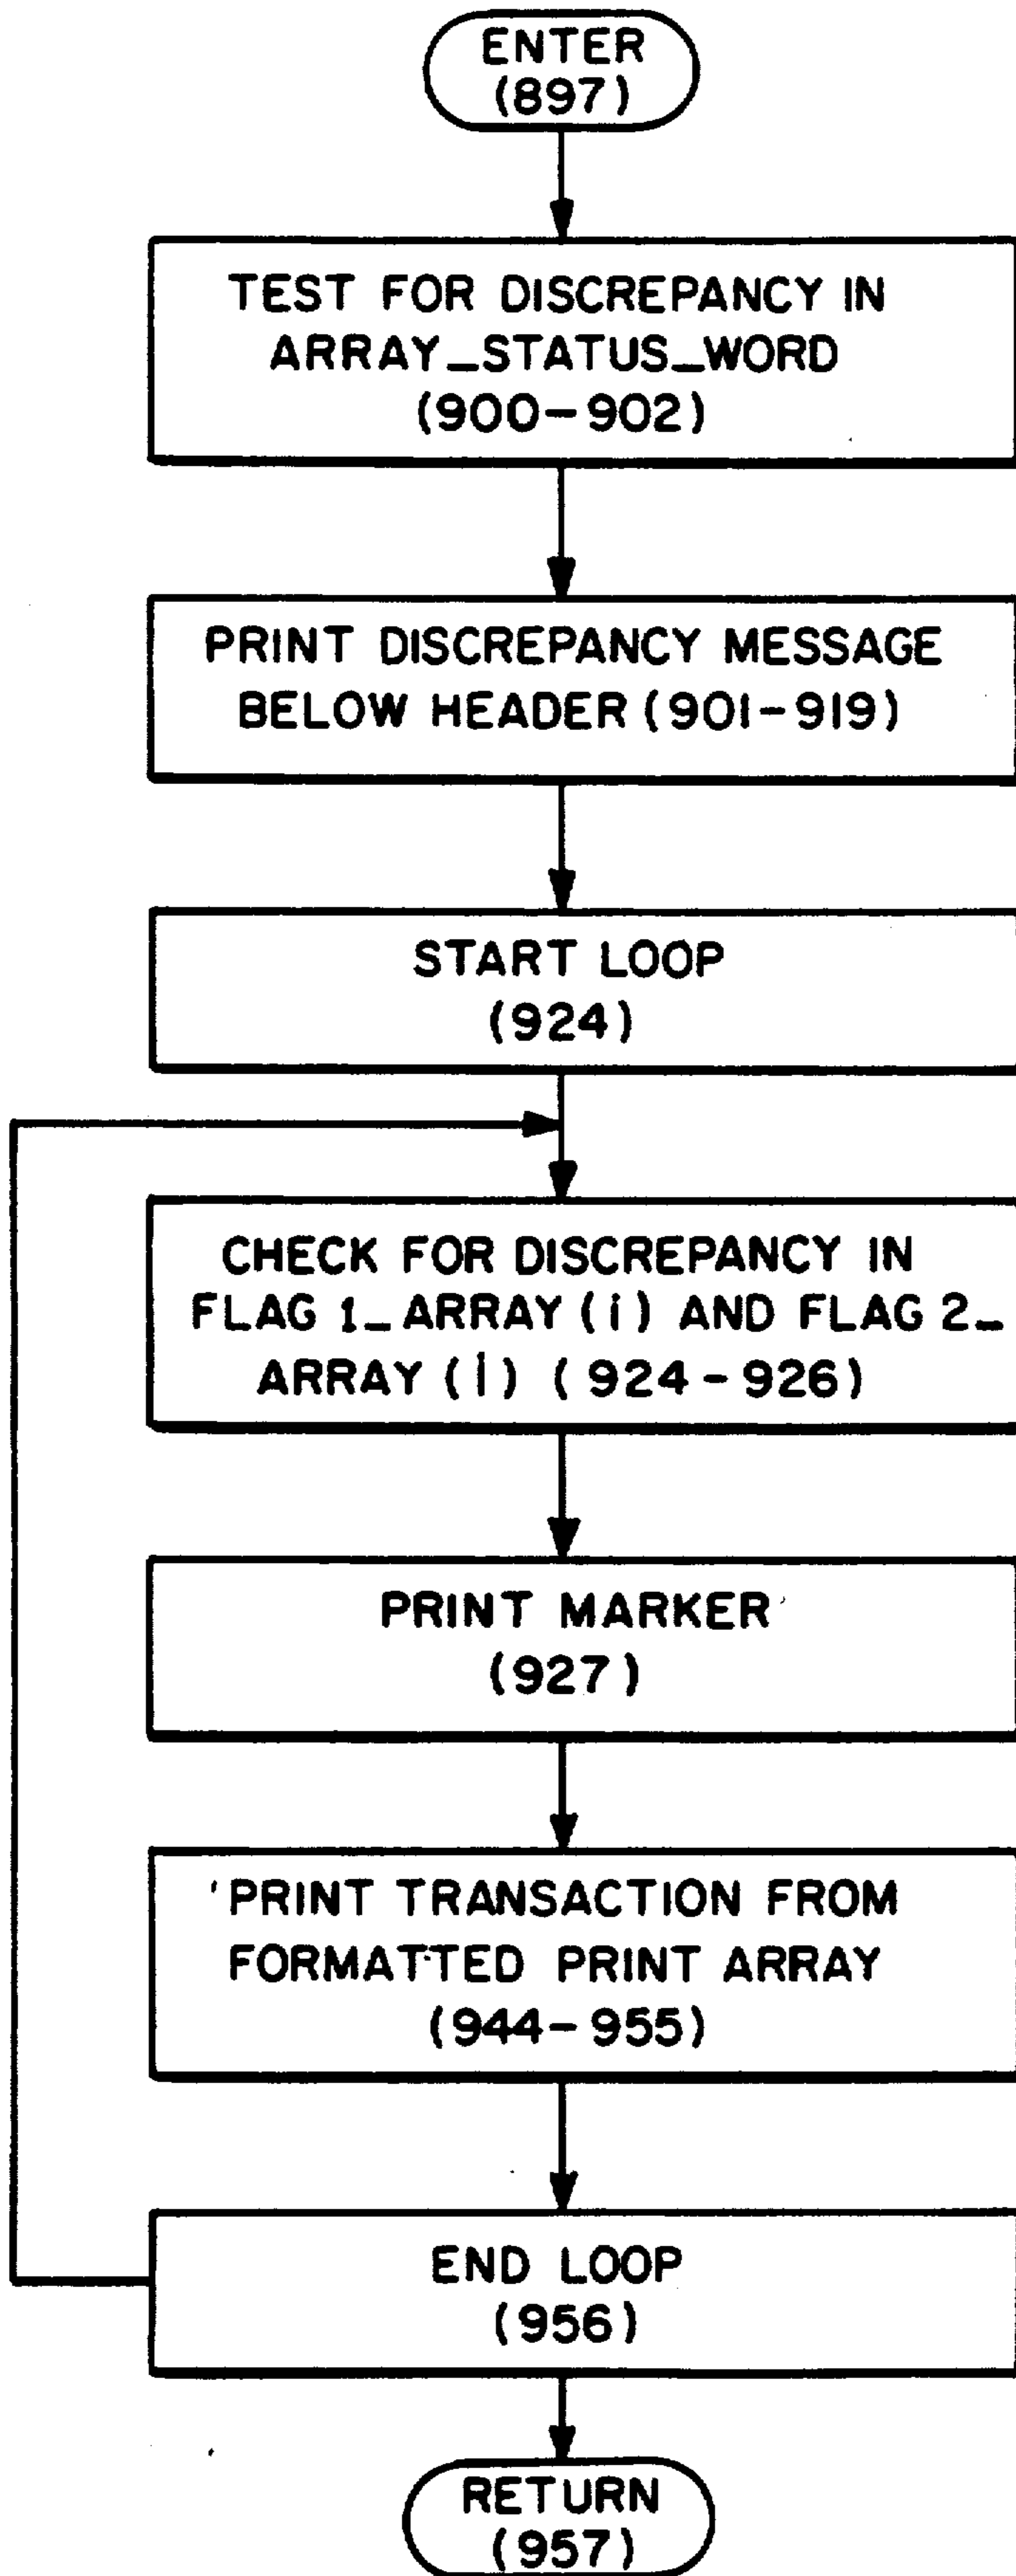 ENTER
(897)
TEST FOR DISCREPANCY IN
ARRAY_STATUS_WORD
(900-902)
PRINT DISCREPANCY MESSAGE
BELOW HEADER (901-919)
START LOOP
(924)
CHECK FOR DISCREPANCY IN
FLAG 1_ ARRAY (i) AND FLAG 2_
ARRAY (i) (924-926)
PRINT MARKER
(927)
PRINT TRANSACTION FROM
FORMATTED PRINT ARRAY
(944-955)
END LOOP
(956)
RETURN
(957)